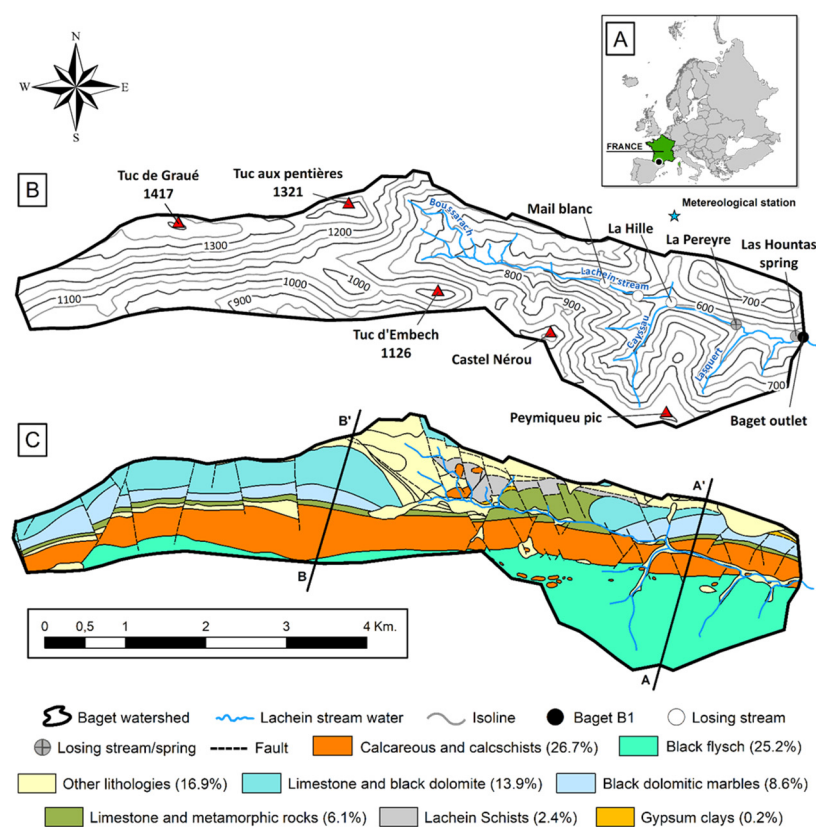 A
N
W E
S
FRANCE
B
Tuc de Graué
1417
Tuc aux pentières
1321
Metereological station
Mail blanc
La Hille
La Pereyre
Las Hountas
spring
Boussarach
Lachein stream
1300
1200
1100
900
1000
1000
800
900
600
700
700
Cayssau
Lasquert
Tuc d'Embech
1126
Castel Nérou
Peymiqueu pic
Baget outlet
C
B'
A'
B
A
0 0,5 1 2 3 4 Km.
Baget watershed Lachein stream water Isoline Baget B1 Losing stream
Losing stream/spring Fault Calcareous and calcschists (26.7%) Black flysch (25.2%)
Other lithologies (16.9%) Limestone and black dolomite (13.9%) Black dolomitic marbles (8.6%)
Limestone and metamorphic rocks (6.1%) Lachein Schists (2.4%) Gypsum clays (0.2%)